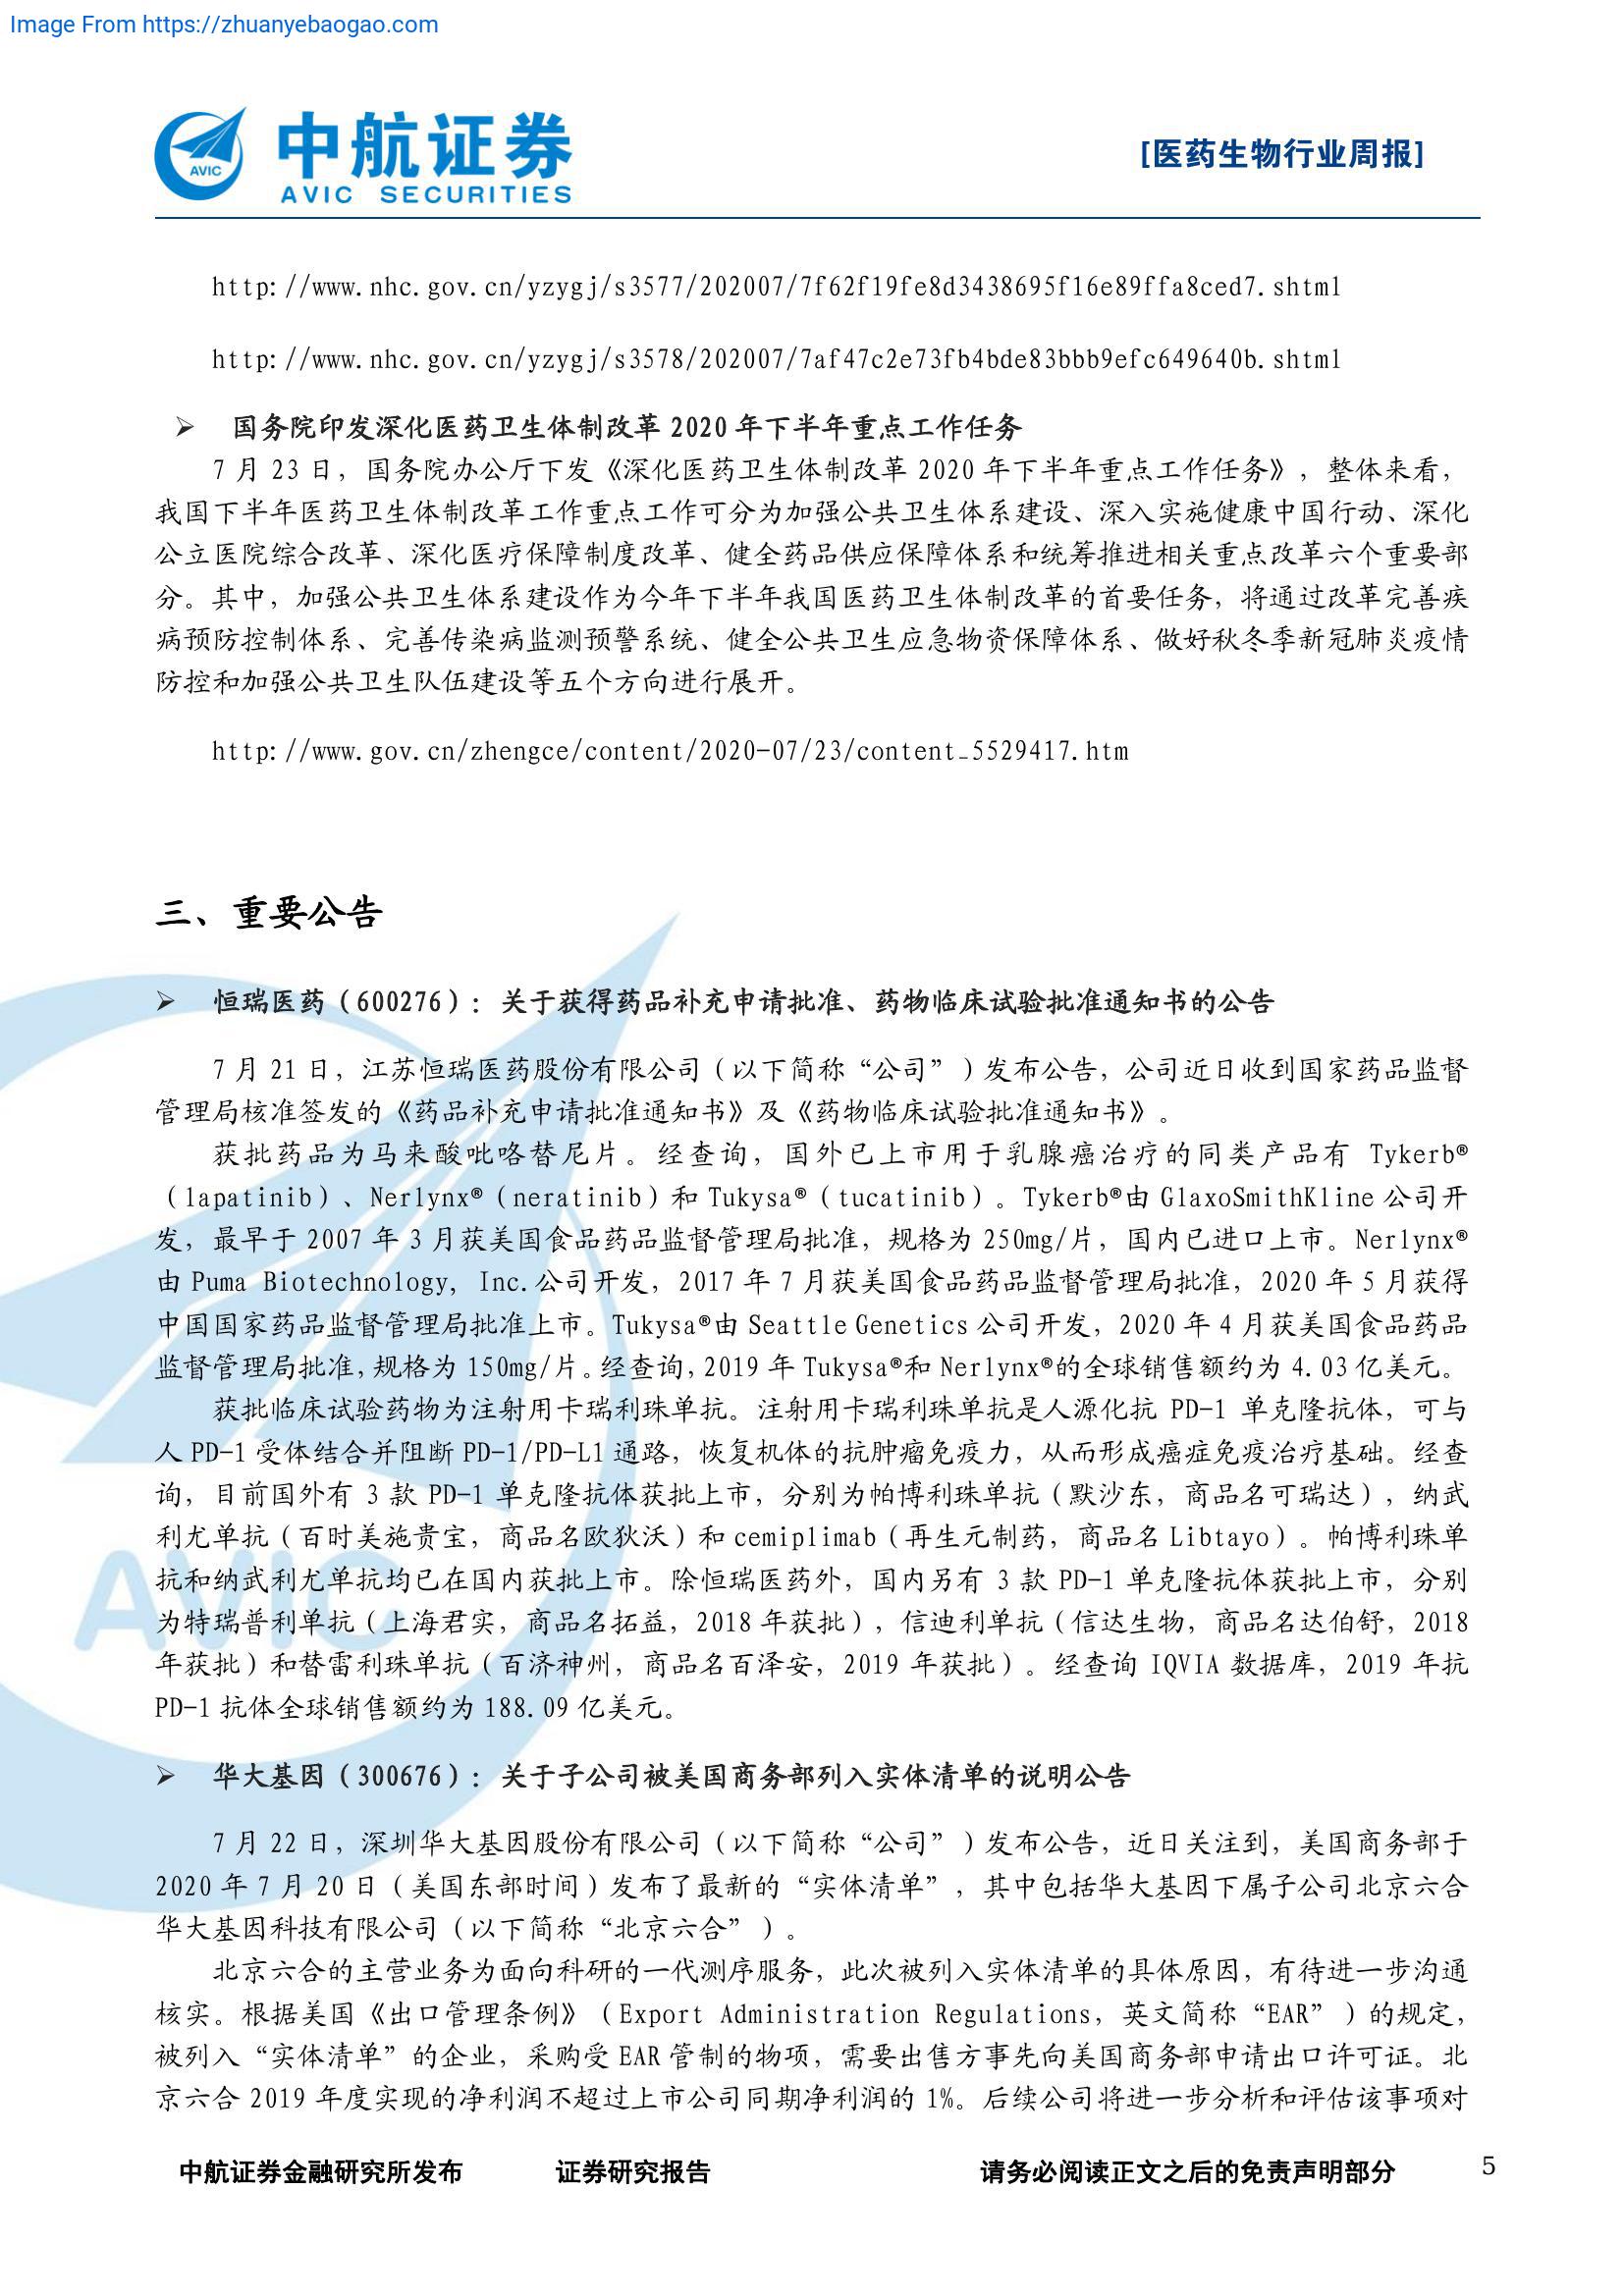 Image From https://zhuanyebaogao.com
中航证券
AVIC SECURITIES
AVIC
[医药生物行业周报]
http://www.nhc.gov.cn/yzygj/s3577/202007/7f62f19fe8d3438695f16e89ffa8ced7.shtml
http://www.nhc.gov.cn/yzygj/s3578/202007/7af47c2e73fb4bde83bbb9efc649640b.shtml
➢ 国务院印发深化医药卫生体制改革 2020 年下半年重点工作任务
7 月 23 日，国务院办公厅下发《深化医药卫生体制改革 2020 年下半年重点工作任务》，整体来看，
我国下半年医药卫生体制改革工作重点工作可分为加强公共卫生体系建设、深入实施健康中国行动、深化
公立医院综合改革、深化医疗保障制度改革、健全药品供应保障体系和统筹推进相关重点改革六个重要部
分。其中，加强公共卫生体系建设作为今年下半年我国医药卫生体制改革的首要任务，将通过改革完善疾
病预防控制体系、完善传染病监测预警系统、健全公共卫生应急物资保障体系、做好秋冬季新冠肺炎疫情
防控和加强公共卫生队伍建设等五个方向进行展开。
http://www.gov.cn/zhengce/content/2020-07/23/content_5529417.htm
三、重要公告
➢ 恒瑞医药（600276）：关于获得药品补充申请批准、药物临床试验批准通知书的公告
7 月 21 日，江苏恒瑞医药股份有限公司（以下简称“公司”）发布公告，公司近日收到国家药品监督
管理局核准签发的《药品补充申请批准通知书》及《药物临床试验批准通知书》。
获批药品为马来酸吡咯替尼片。经查询，国外已上市用于乳腺癌治疗的同类产品有 Tykerb®
（lapatinib）、Nerlynx®（neratinib）和 Tukysa®（tucatinib）。Tykerb®由 GlaxoSmithKline 公司开
发，最早于 2007 年 3 月获美国食品药品监督管理局批准，规格为 250mg/片，国内已进口上市。Nerlynx®
由 Puma Biotechnology, Inc.公司开发，2017 年 7 月获美国食品药品监督管理局批准，2020 年 5 月获得
中国国家药品监督管理局批准上市。Tukysa®由 Seattle Genetics 公司开发，2020 年 4 月获美国食品药品
监督管理局批准，规格为 150mg/片。经查询，2019 年 Tukysa®和 Nerlynx®的全球销售额约为 4.03 亿美元。
获批临床试验药物为注射用卡瑞利珠单抗。注射用卡瑞利珠单抗是人源化抗 PD-1 单克隆抗体，可与
人 PD-1 受体结合并阻断 PD-1/PD-L1 通路，恢复机体的抗肿瘤免疫力，从而形成癌症免疫治疗基础。经查
询，目前国外有 3 款 PD-1 单克隆抗体获批上市，分别为帕博利珠单抗（默沙东，商品名可瑞达），纳武
利尤单抗（百时美施贵宝，商品名欧狄沃）和 cemiplimab（再生元制药，商品名 Libtayo）。帕博利珠单
抗和纳武利尤单抗均已在国内获批上市。除恒瑞医药外，国内另有 3 款 PD-1 单克隆抗体获批上市，分别
为特瑞普利单抗（上海君实，商品名拓益，2018 年获批），信迪利单抗（信达生物，商品名达伯舒，2018
年获批）和替雷利珠单抗（百济神州，商品名百泽安，2019 年获批）。经查询 IQVIA 数据库，2019 年抗
PD-1 抗体全球销售额约为 188.09 亿美元。
➢ 华大基因（300676）：关于子公司被美国商务部列入实体清单的说明公告
7 月 22 日，深圳华大基因股份有限公司（以下简称“公司”）发布公告，近日关注到，美国商务部于
2020 年 7 月 20 日（美国东部时间）发布了最新的“实体清单”，其中包括华大基因下属子公司北京六合
华大基因科技有限公司（以下简称“北京六合”）。
北京六合的主营业务为面向科研的一代测序服务，此次被列入实体清单的具体原因，有待进一步沟通
核实。根据美国《出口管理条例》（Export Administration Regulations，英文简称“EAR”）的规定，
被列入“实体清单”的企业，采购受 EAR 管制的物项，需要出售方事先向美国商务部申请出口许可证。北
京六合 2019 年度实现的净利润不超过上市公司同期净利润的 1%。后续公司将进一步分析和评估该事项对
AVIC
中航证券金融研究所发布 证券研究报告 请务必阅读正文之后的免责声明部分 5